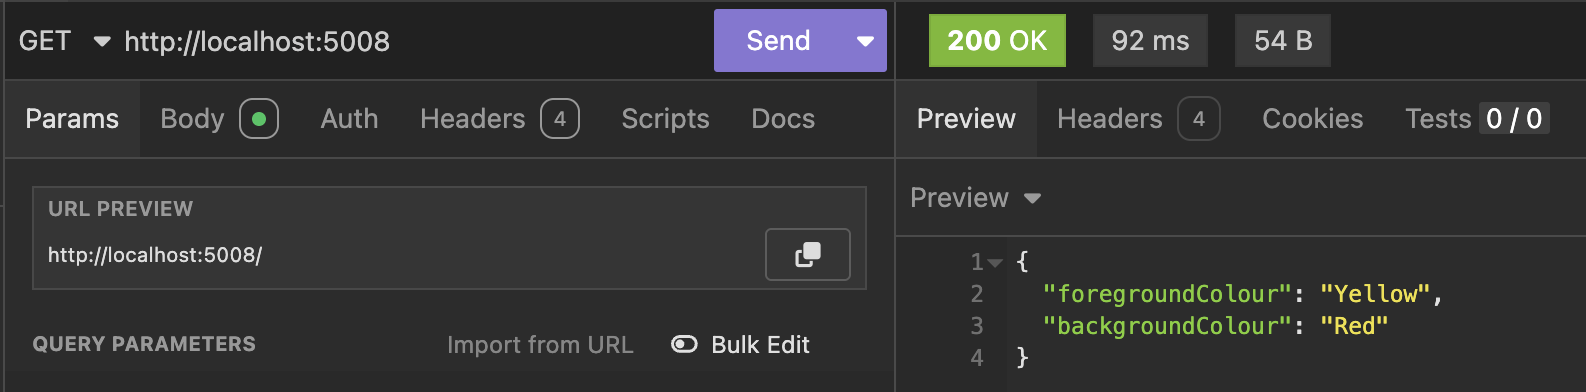 GET http://localhost:5008 Send
Params Body Auth Headers 4 Scripts Docs
URL PREVIEW
http://localhost:5008/
QUERY PARAMETERS Import from URL Bulk Edit
200 OK 92 ms 54 B
Preview Headers 4 Cookies Tests 0 / 0
Preview
1 {
2 "foregroundColour": "Yellow",
3 "backgroundColour": "Red"
4 }